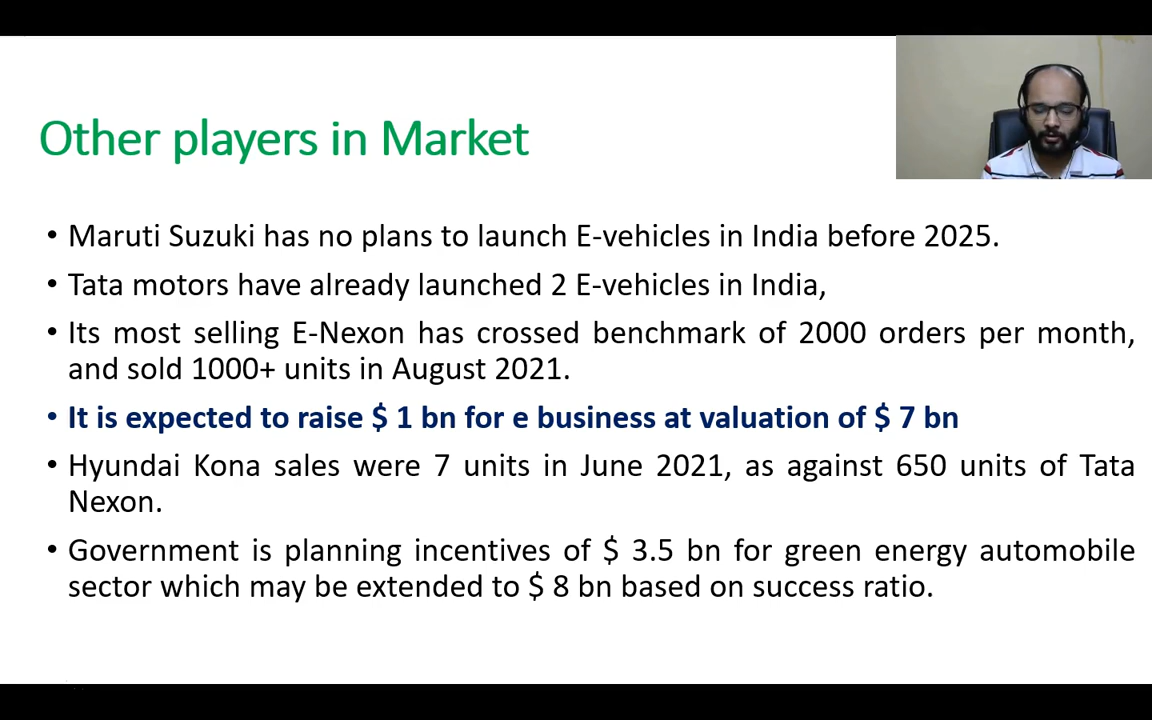 Other players in Market
• Maruti Suzuki has no plans to launch E-vehicles in India before 2025.
• Tata motors have already launched 2 E-vehicles in India,
• Its most selling E-Nexon has crossed benchmark of 2000 orders per month,
and sold 1000+ units in August 2021.
• It is expected to raise $ 1 bn for e business at valuation of $ 7 bn
• Hyundai Kona sales were 7 units in June 2021, as against 650 units of Tata
Nexon.
• Government is planning incentives of $ 3.5 bn for green energy automobile
sector which may be extended to $ 8 bn based on success ratio.